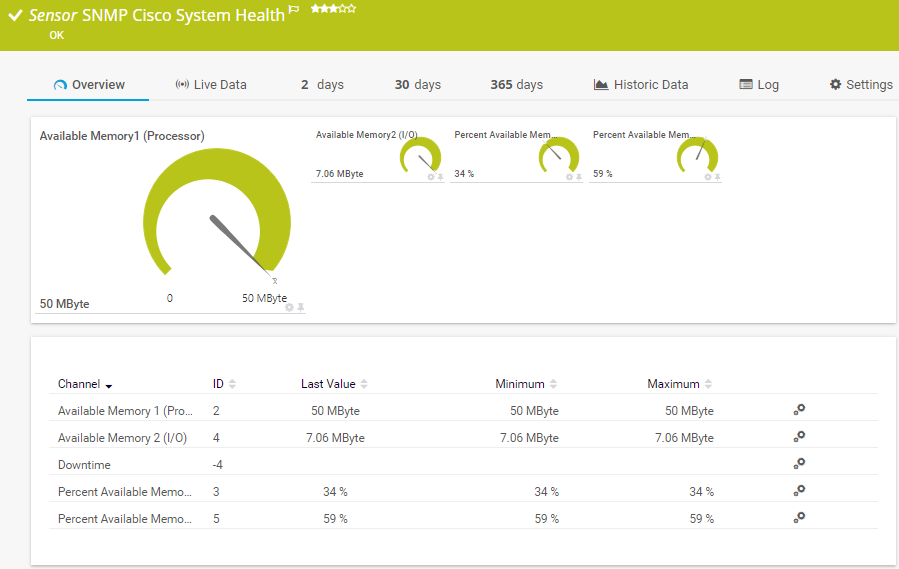 Sensor SNMP Cisco System Health
OK
Overview Live Data 2 days 30 days 365 days Historic Data Log Settings
Available Memory1 (Processor)
0 50 MByte
50 MByte
Available Memory2 (I/O)
7.06 MByte
Percent Available Mem...
34 %
Percent Available Mem...
59 %
Channel ID Last Value Minimum Maximum
Available Memory 1 (Pro... 2 50 MByte 50 MByte 50 MByte
Available Memory 2 (I/O) 4 7.06 MByte 7.06 MByte 7.06 MByte
Downtime -4
Percent Available Memo... 3 34 % 34 % 34 %
Percent Available Memo... 5 59 % 59 % 59 %